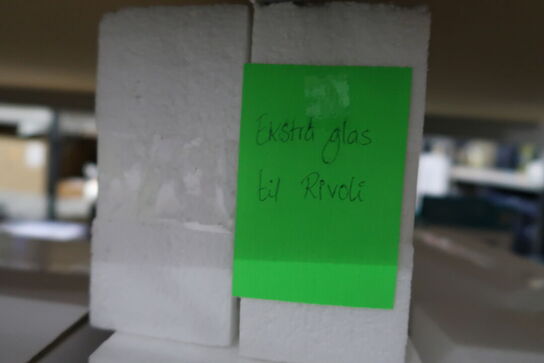 Ekstra glas
til Rivoli